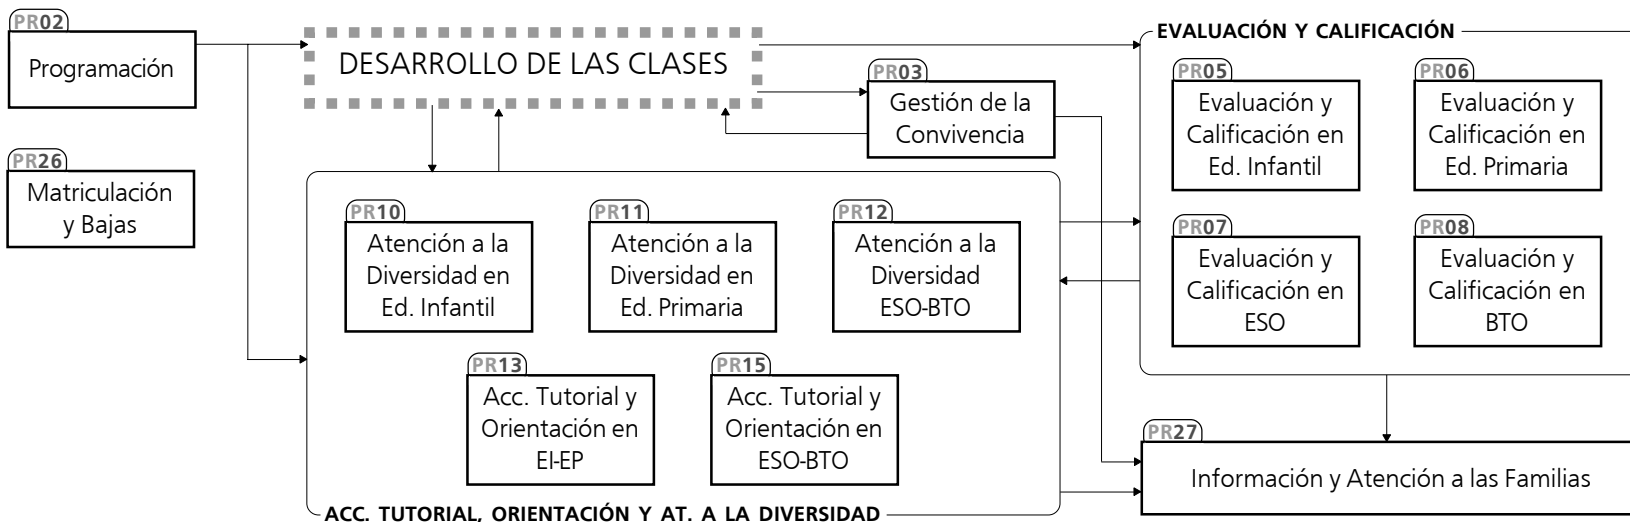 PR02
Programación
PR26
Matriculación
y Bajas
DESARROLLO DE LAS CLASES
PR03
Gestión de la
Convivencia
EVALUACIÓN Y CALIFICACIÓN
PR05
Evaluación y
Calificación en
Ed. Infantil
PR06
Evaluación y
Calificación en
Ed. Primaria
PR07
Evaluación y
Calificación en
ESO
PR08
Evaluación y
Calificación en
BTO
PR10
Atención a la
Diversidad en
Ed. Infantil
PR11
Atención a la
Diversidad en
Ed. Primaria
PR12
Atención a la
Diversidad
ESO-BTO
PR13
Acc. Tutorial y
Orientación en
EI-EP
PR15
Acc. Tutorial y
Orientación en
ESO-BTO
ACC. TUTORIAL, ORIENTACIÓN Y AT. A LA DIVERSIDAD
PR27
Información y Atención a las Familias